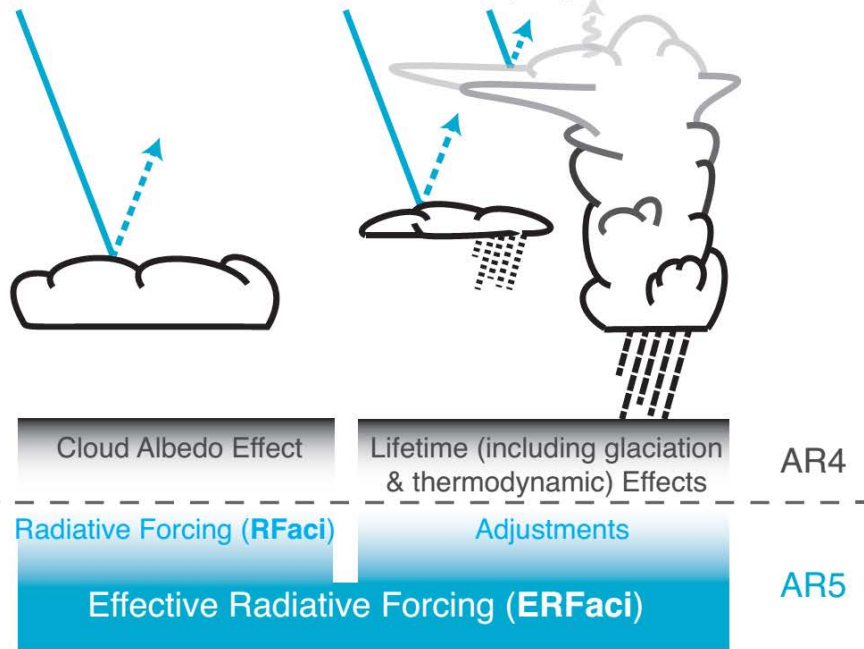 Cloud Albedo Effect
Lifetime (including glaciation
& thermodynamic) Effects
AR4
Radiative Forcing (RFaci)
Adjustments
AR5
Effective Radiative Forcing (ERFaci)